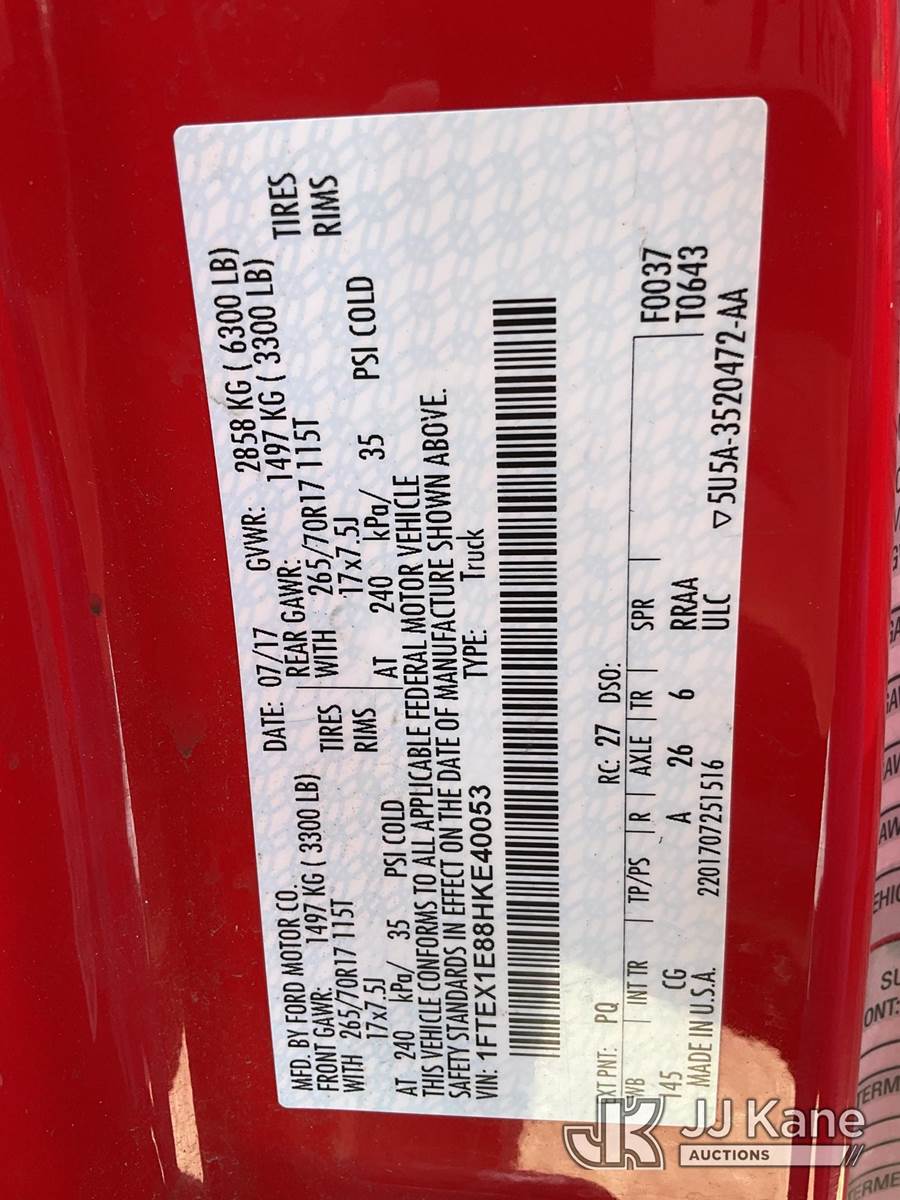 MFD. BY FORD MOTOR CO. DATE: 07/17 GVWR: 2858 KG ( 6300 LB)
FRONT GAWR: 1497 KG ( 3300 LB) REAR GAWR: 1497 KG ( 3300 LB)
WITH 265/70R17 115T TIRES WITH 265/70R17 115T TIRES
17x7.5J RIMS 17x7.5J RIMS
AT 240 kPa/ 35 PSI COLD AT 240 kPa/ 35 PSI COLD
THIS VEHICLE CONFORMS TO ALL APPLICABLE FEDERAL MOTOR VEHICLE
SAFETY STANDARDS IN EFFECT ON THE DATE OF MANUFACTURE SHOWN ABOVE.
VIN: 1FTEX1E88HKE40053 TYPE: Truck
EXT PNT: PQ RC: 27 DSO: F0037
WB INT TR TP/PS R AXLE TR SPR T0643
145 CG A 26 6 RRAA
MADE IN U.S.A. 2201707251516 ULC ▽ 5U5A-3520472-AA
JK JJ Kane
AUCTIONS